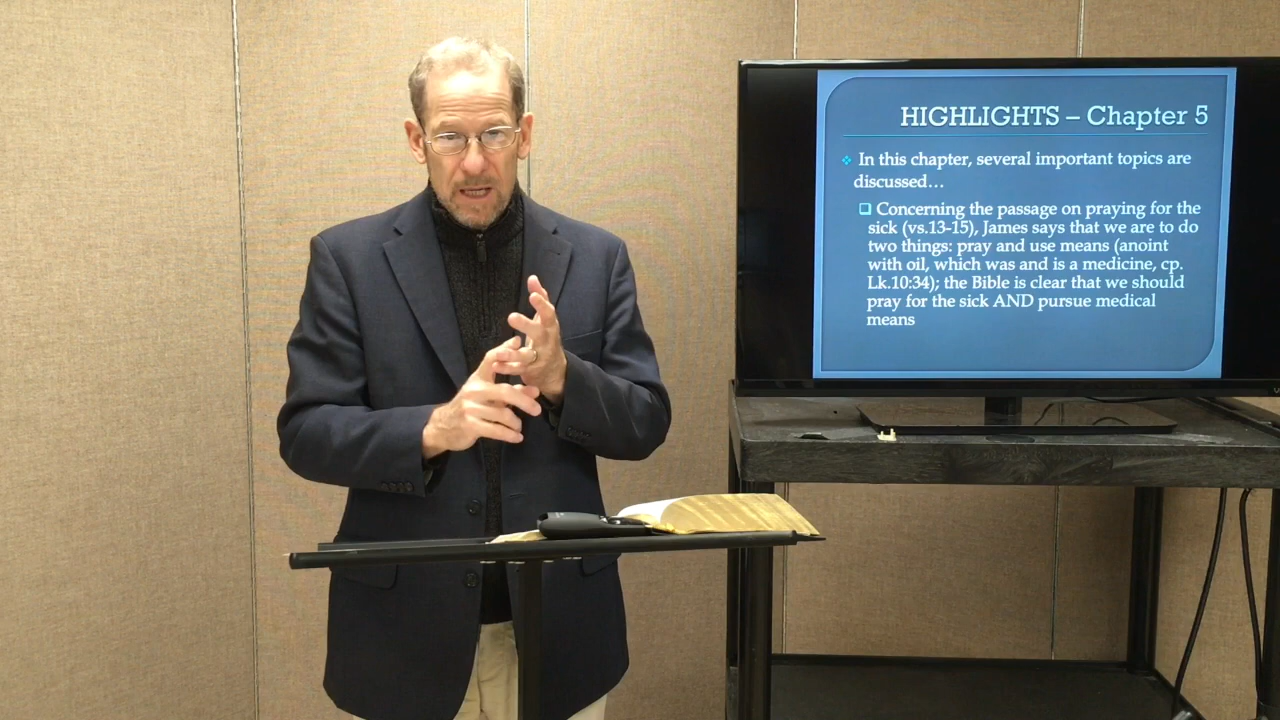 HIGHLIGHTS – Chapter 5
In this chapter, several important topics are
discussed…
Concerning the passage on praying for the
sick (vs.13-15), James says that we are to do
two things: pray and use means (anoint
with oil, which was and is a medicine, cp.
Lk.10:34); the Bible is clear that we should
pray for the sick AND pursue medical
means